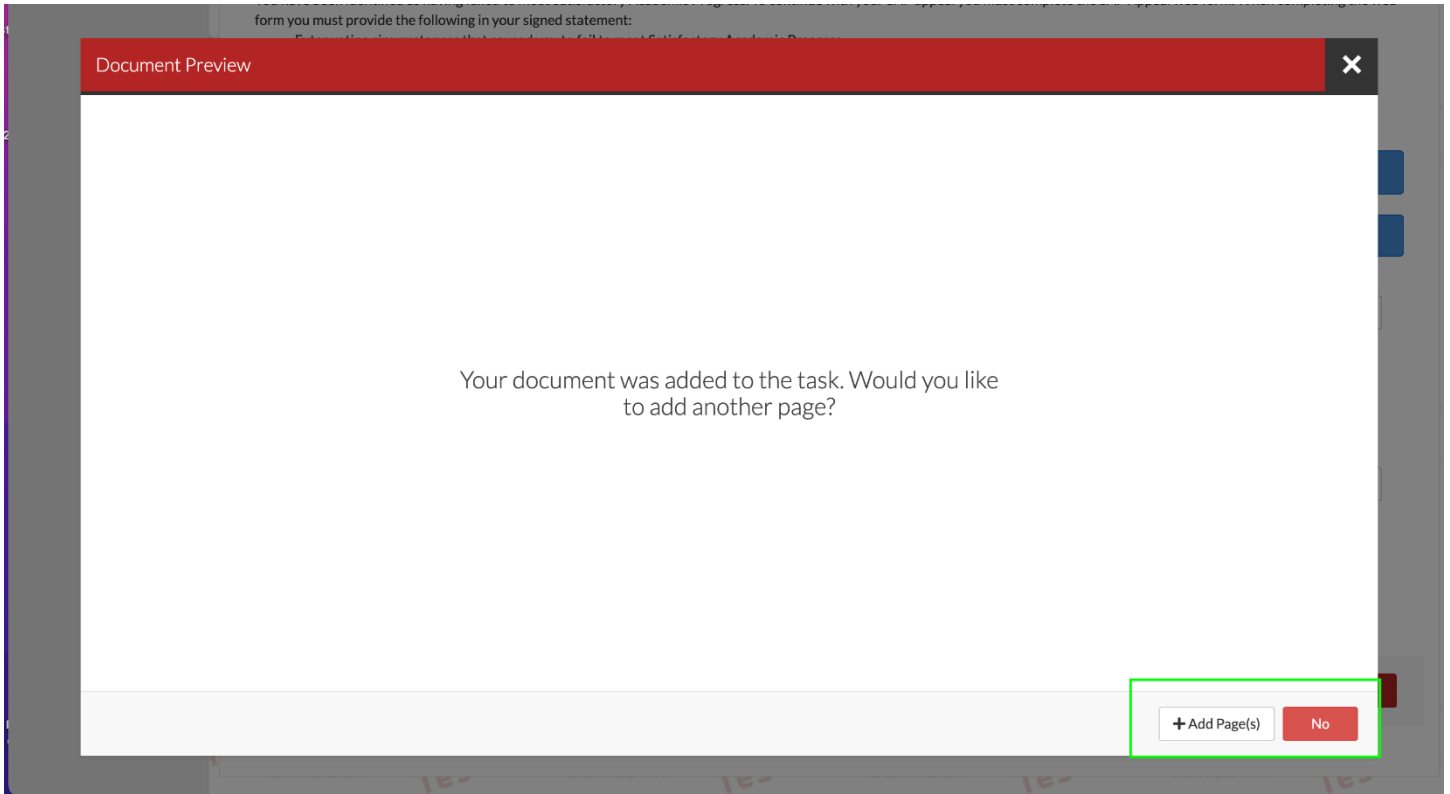 form you must provide the following in your signed statement:
Document Preview
Your document was added to the task. Would you like
to add another page?
Add Page(s)
No